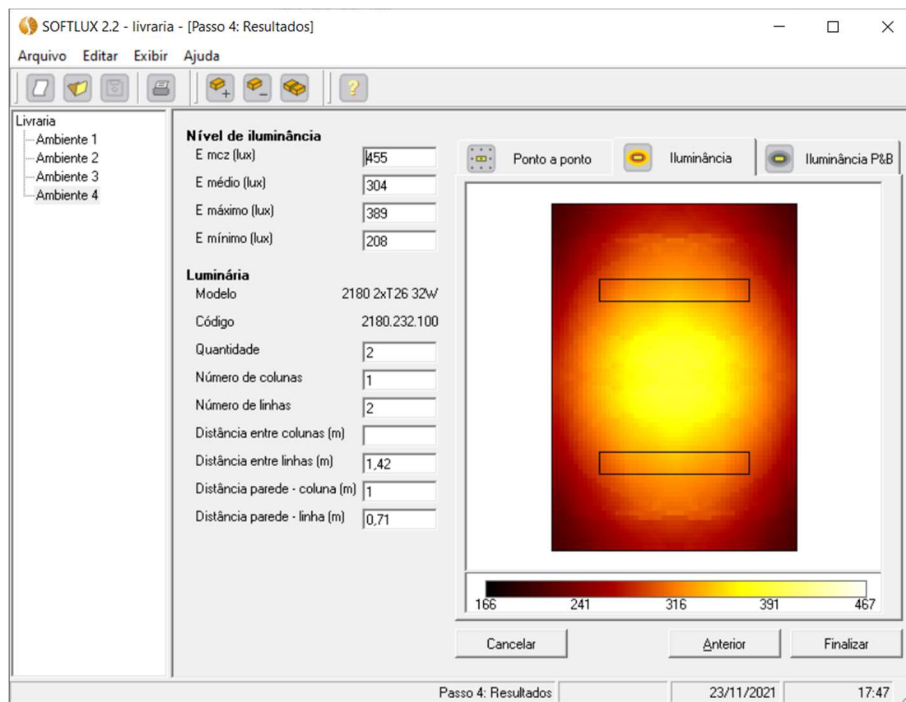 SOFTLUX 2.2 - livraria - [Passo 4: Resultados]
Arquivo Editar Exibir Ajuda
Livraria
Ambiente 1
Ambiente 2
Ambiente 3
Ambiente 4
Nível de iluminância
E mcz (lux) 455
E médio (lux) 304
E máximo (lux) 389
E mínimo (lux) 208
Luminária
Modelo 2180 2xT26 32W
Código 2180.232.100
Quantidade 2
Número de colunas 1
Número de linhas 2
Distância entre colunas (m)
Distância entre linhas (m) 1,42
Distância parede - coluna (m) 1
Distância parede - linha (m) 0,71
Ponto a ponto Iluminância Iluminância P&B
166 241 316 391 467
Cancelar Anterior Finalizar
Passo 4: Resultados 23/11/2021 17:47